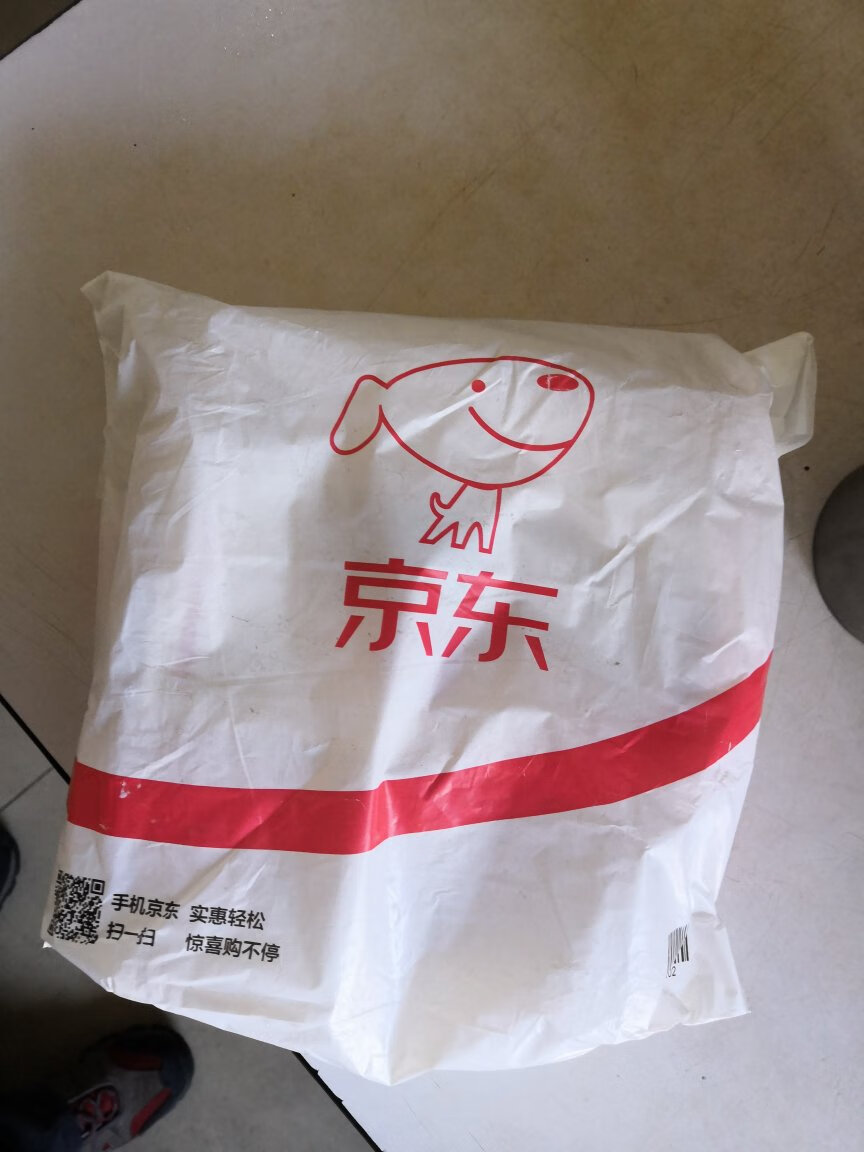 京东
手机京东 实惠轻松
扫一扫 惊喜购不停